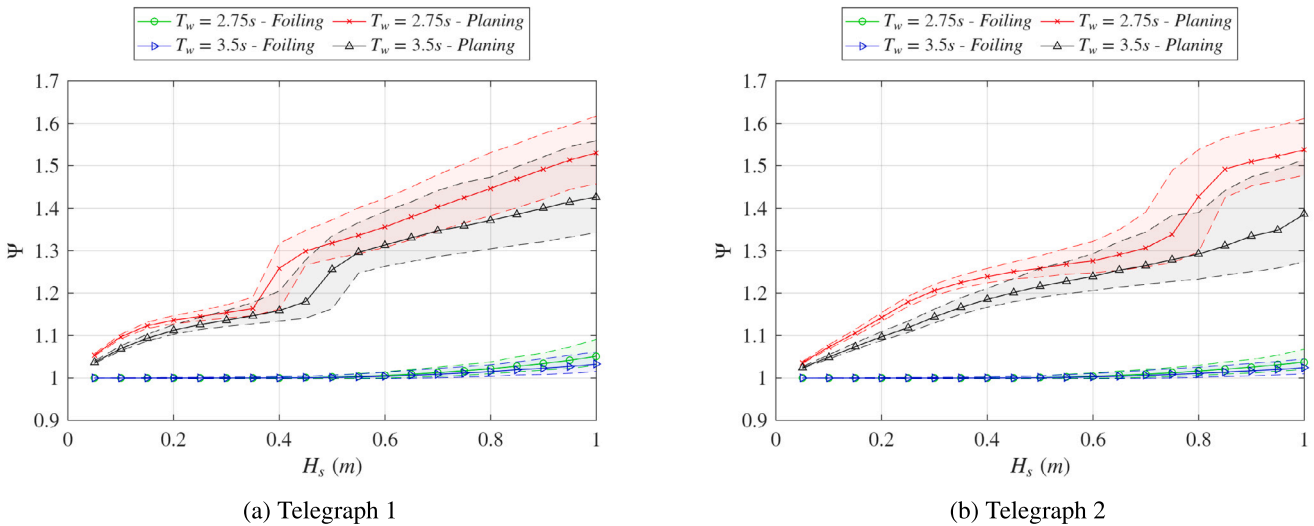 T_w = 2.75s - Foiling T_w = 2.75s - Planing
T_w = 3.5s - Foiling T_w = 3.5s - Planing
1.7
1.6
1.5
1.4
1.3
1.2
1.1
1
0.9
Ψ
0 0.2 0.4 0.6 0.8 1
H_s (m)
(a) Telegraph 1
T_w = 2.75s - Foiling T_w = 2.75s - Planing
T_w = 3.5s - Foiling T_w = 3.5s - Planing
1.7
1.6
1.5
1.4
1.3
1.2
1.1
1
0.9
Ψ
0 0.2 0.4 0.6 0.8 1
H_s (m)
(b) Telegraph 2